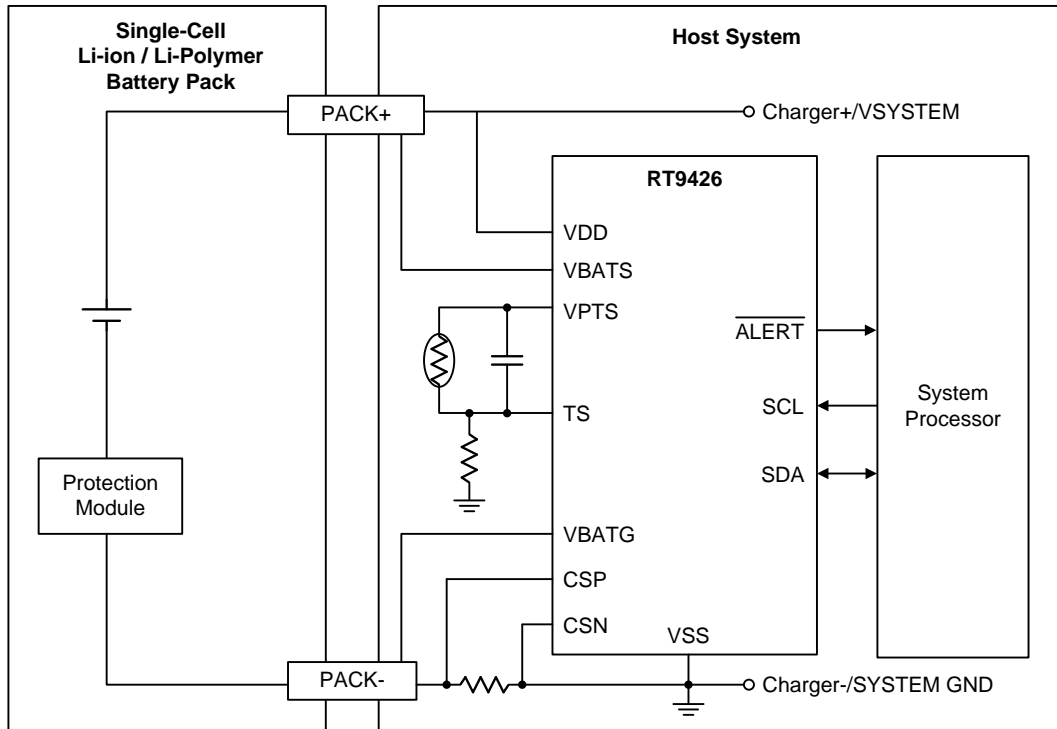 Single-Cell
Li-ion / Li-Polymer
Battery Pack
Host System
PACK+
Charger+/VSYSTEM
RT9426
VDD
VBATS
VPTS
ALERT
TS
SCL
System
Processor
SDA
Protection
Module
VBATG
CSP
CSN
VSS
PACK-
Charger-/SYSTEM GND